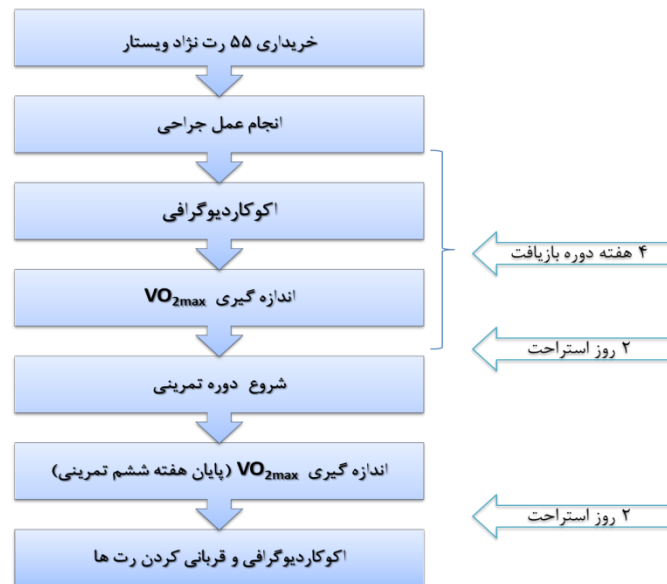 خریداری ۵۵ رت نژاد ویستار
انجام عمل جراحی
اکوکاردیوگرافی
۴ هفته دوره بازیافت
اندازه گیری VO2max
۲ روز استراحت
شروع دوره تمرینی
اندازه گیری VO2max (پایان هفته ششم تمرینی)
۲ روز استراحت
اکوکاردیوگرافی و قربانی کردن رت ها